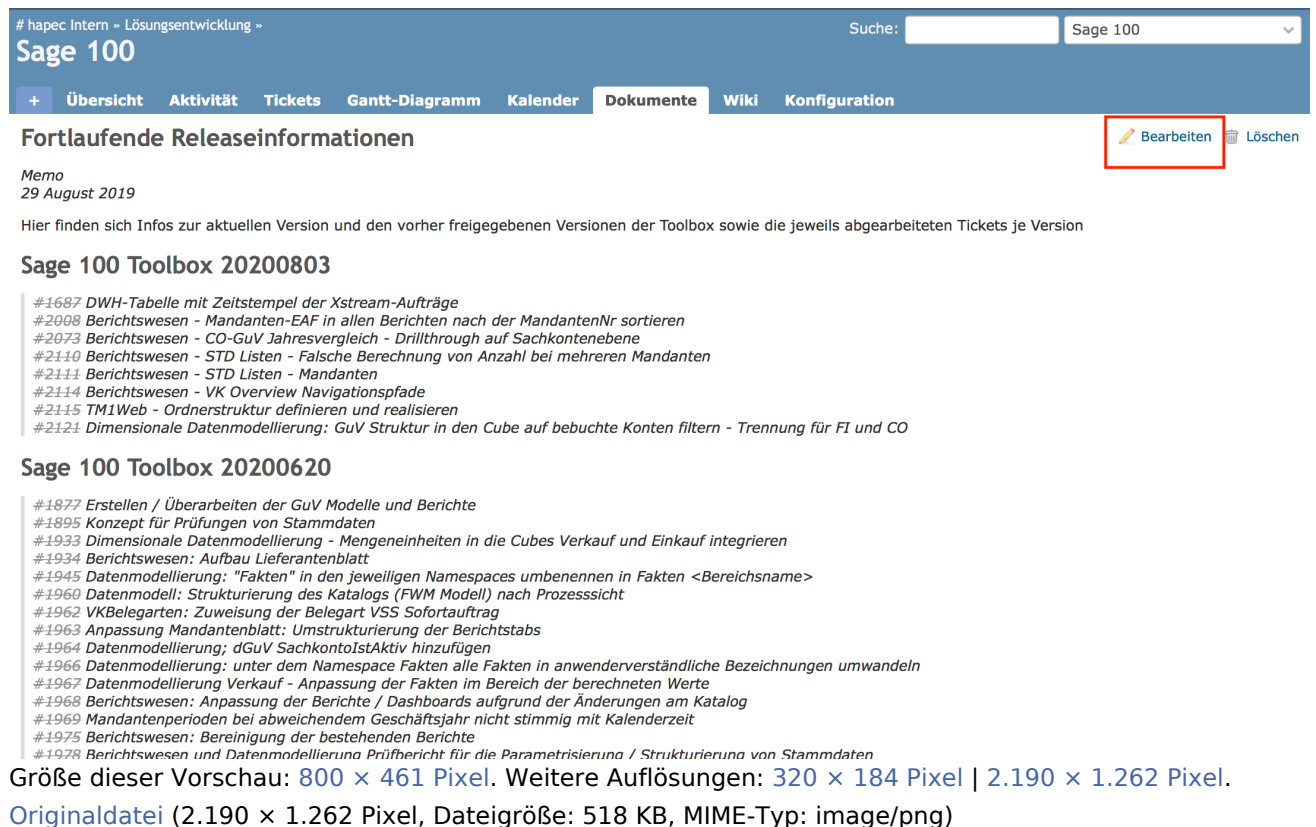 # hapec Intern » Lösungsentwicklung »
Suche:
Sage 100
Sage 100
+ Übersicht Aktivität Tickets Gantt-Diagramm Kalender Dokumente Wiki Konfiguration
Fortlaufende Releaseinformationen
Bearbeiten Löschen
Memo
29 August 2019
Hier finden sich Infos zur aktuellen Version und den vorher freigegebenen Versionen der Toolbox sowie die jeweils abgearbeiteten Tickets je Version
Sage 100 Toolbox 20200803
#1687 DWH-Tabelle mit Zeitstempel der Xstream-Aufträge
#2008 Berichtswesen - Mandanten-EAF in allen Berichten nach der MandantenNr sortieren
#2073 Berichtswesen - CO-GuV Jahresvergleich - Drillthrough auf Sachkontenebene
#2110 Berichtswesen - STD Listen - Falsche Berechnung von Anzahl bei mehreren Mandanten
#2111 Berichtswesen - STD Listen - Mandanten
#2114 Berichtswesen - VK Overview Navigationspfade
#2115 TM1Web - Ordnerstruktur definieren und realisieren
#2121 Dimensionale Datenmodellierung: GuV Struktur in den Cube auf bebuchte Konten filtern - Trennung für FI und CO
Sage 100 Toolbox 20200620
#1877 Erstellen / Überarbeiten der GuV Modelle und Berichte
#1895 Konzept für Prüfungen von Stammdaten
#1933 Dimensionale Datenmodellierung - Mengeneinheiten in die Cubes Verkauf und Einkauf integrieren
#1934 Berichtswesen: Aufbau Lieferantenblatt
#1945 Datenmodellierung: "Fakten" in den jeweiligen Namespaces umbenennen in Fakten <Bereichsname>
#1960 Datenmodell: Strukturierung des Katalogs (FWM Modell) nach Prozesssicht
#1962 VKBelegarten: Zuweisung der Belegart VSS Sofortauftrag
#1963 Anpassung Mandantenblatt: Umstrukturierung der Berichtstabs
#1964 Datenmodellierung; dGuV SachkontoIstAktiv hinzufügen
#1966 Datenmodellierung: unter dem Namespace Fakten alle Fakten in anwenderverständliche Bezeichnungen umwandeln
#1967 Datenmodellierung Verkauf - Anpassung der Fakten im Bereich der berechneten Werte
#1968 Berichtswesen: Anpassung der Berichte / Dashboards aufgrund der Änderungen am Katalog
#1969 Mandantenperioden bei abweichendem Geschäftsjahr nicht stimmig mit Kalenderzeit
#1975 Berichtswesen: Bereinigung der bestehenden Berichte
#1978 Berichtswesen und Datenmodellierung Prüfbericht für die Parametrisierung / Strukturierung von Stammdaten
Größe dieser Vorschau: 800 × 461 Pixel. Weitere Auflösungen: 320 × 184 Pixel | 2.190 × 1.262 Pixel.
Originaldatei (2.190 × 1.262 Pixel, Dateigröße: 518 KB, MIME-Typ: image/png)